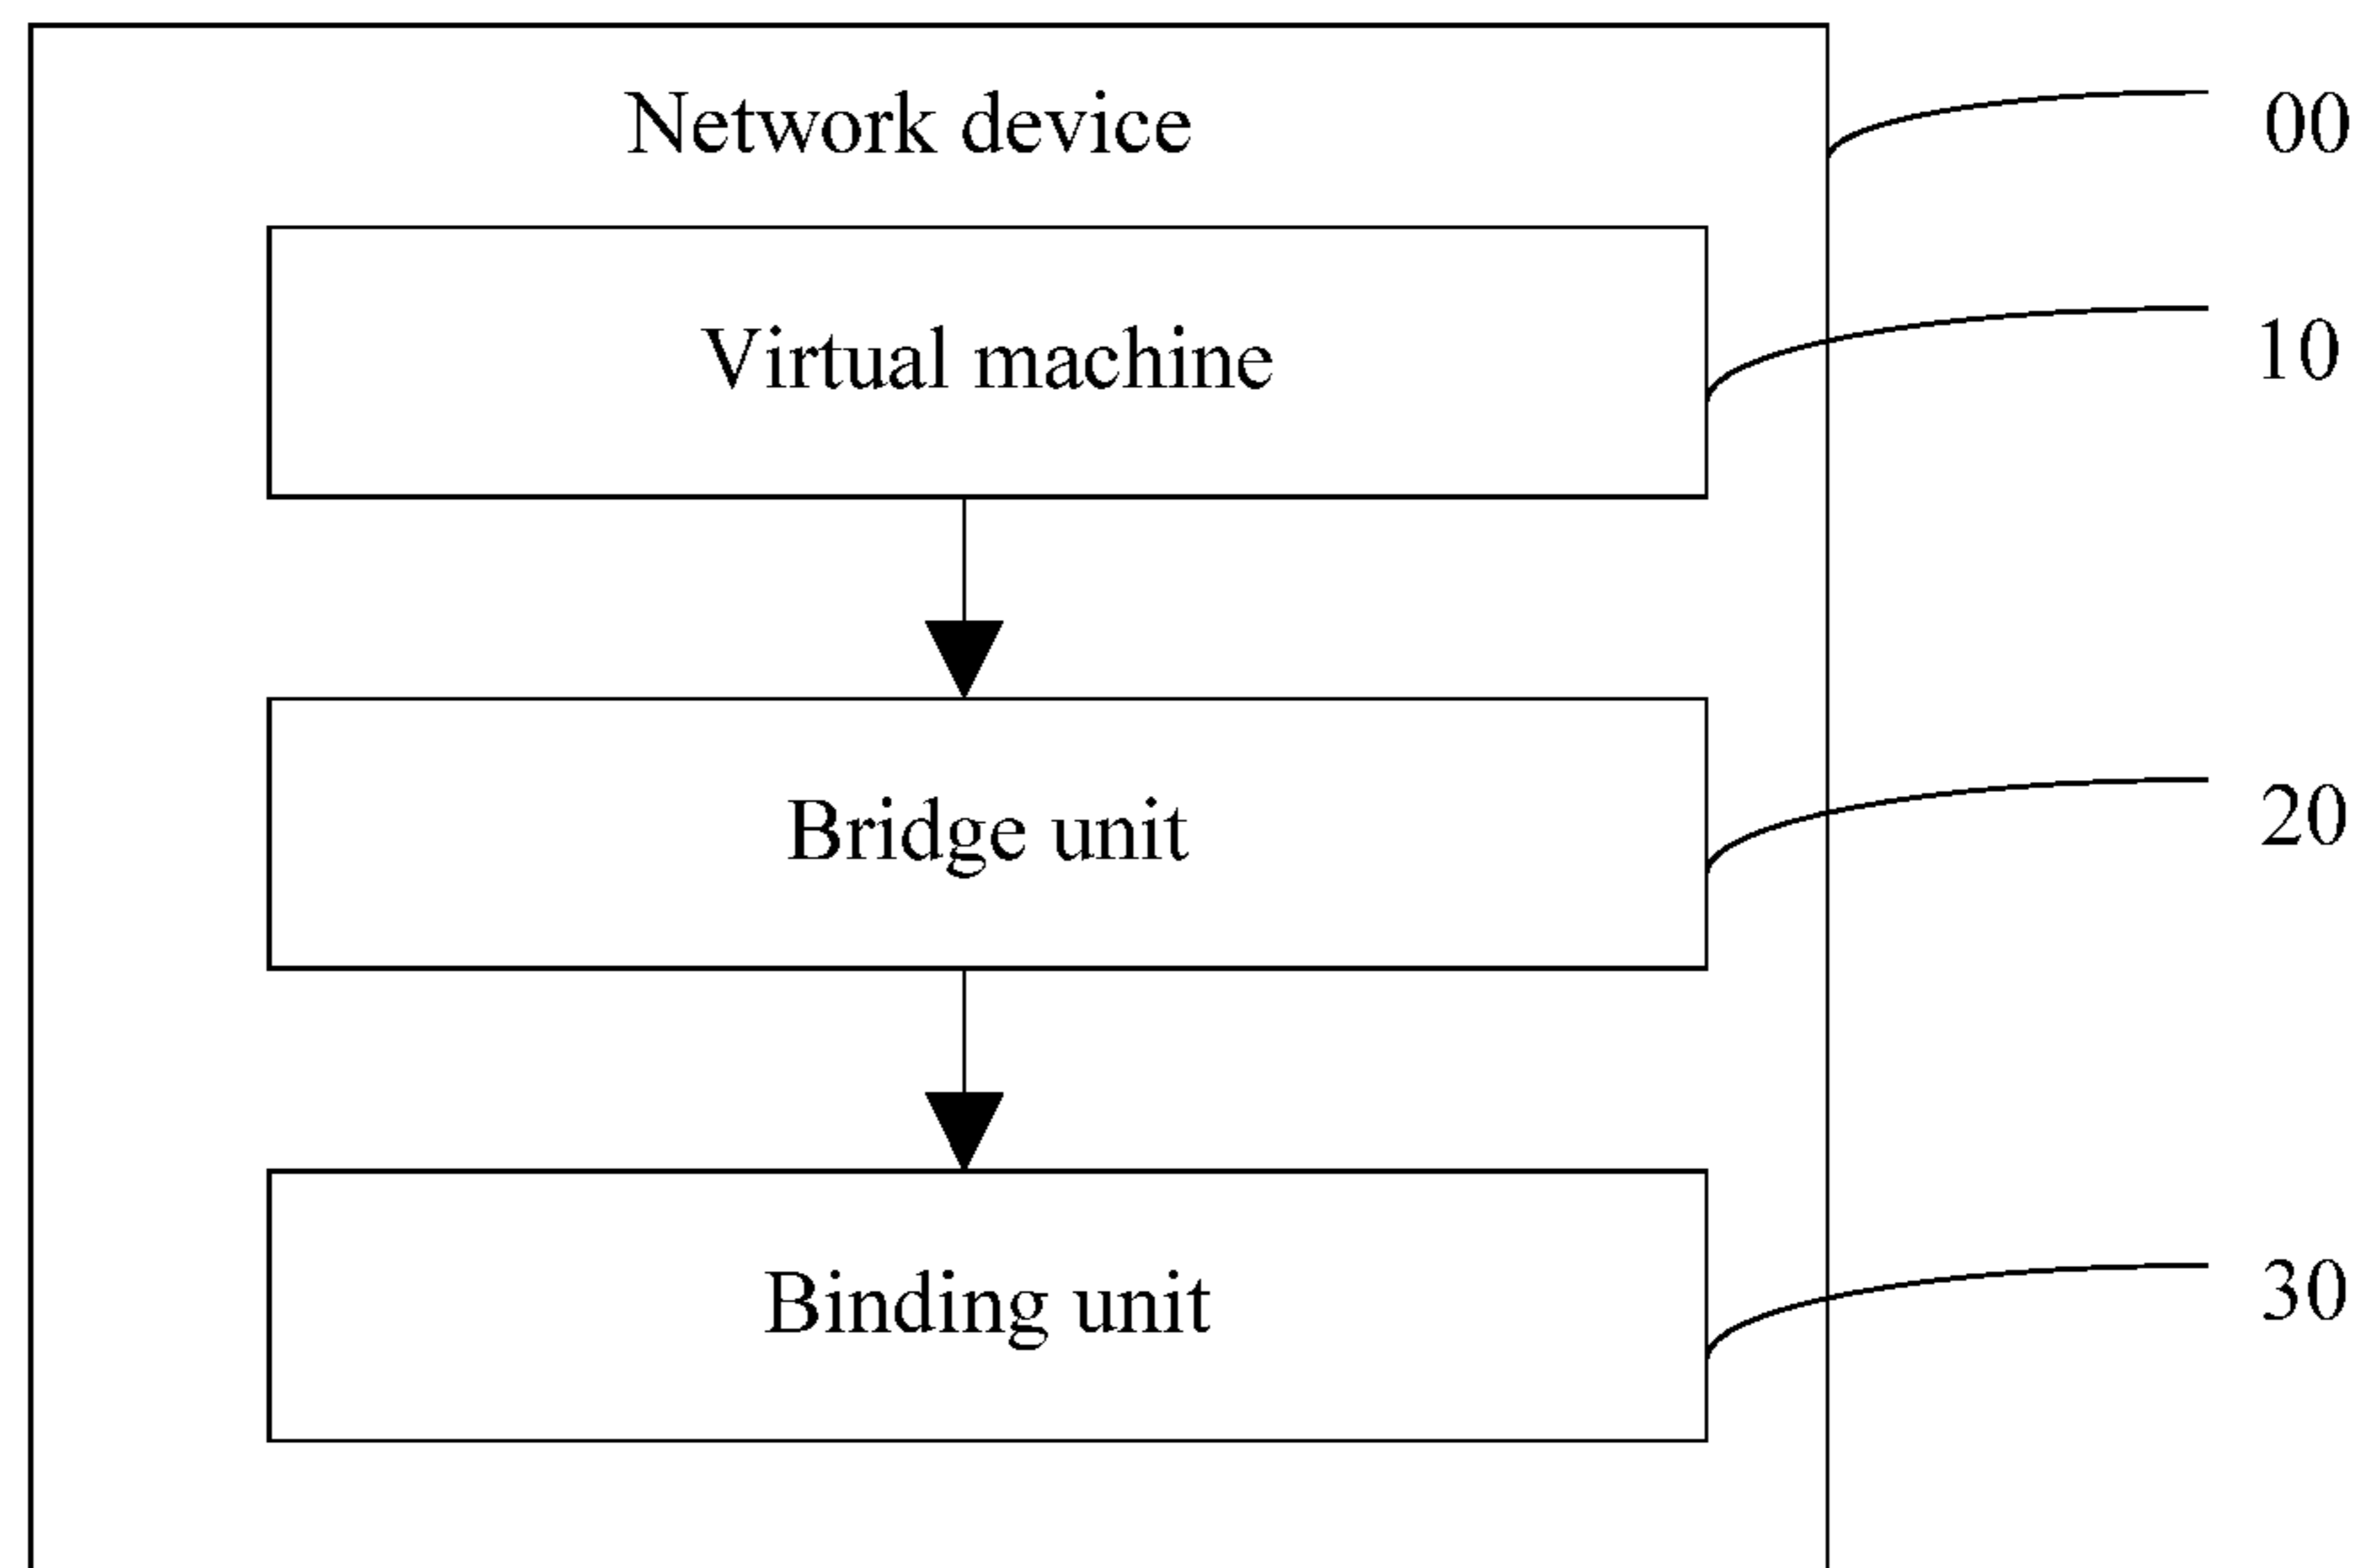 Network device
00
Virtual machine
10
Bridge unit
20
Binding unit
30